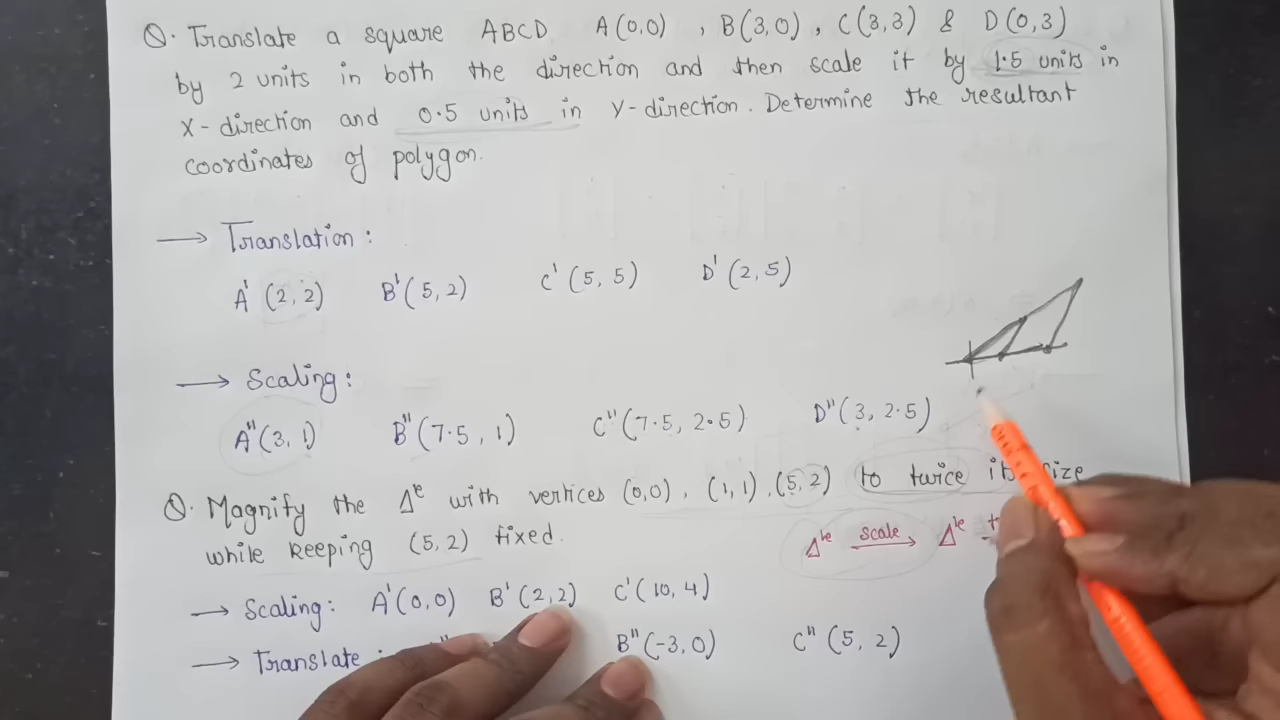 Q. Translate a square ABCD A(0,0) , B(3,0) , C(3,3) & D(0,3)
by 2 units in both the direction and then scale it by 1.5 units in
X-direction and 0.5 units in Y-direction. Determine the resultant
coordinates of polygon.
→ Translation :
A' (2,2) B'(5,2) C'(5,5) D'(2,5)
→ Scaling :
A"(3,1) B"(7.5,1) C"(7.5, 2.5) D"(3, 2.5)
Q. Magnify the Δle with vertices (0,0), (1,1), (5,2) to twice its size
while keeping (5,2) fixed.
Δle scale → Δle
→ Scaling : A'(0,0) B'(2,2) C'(10,4)
→ Translate : B"(-3,0) C"(5,2)